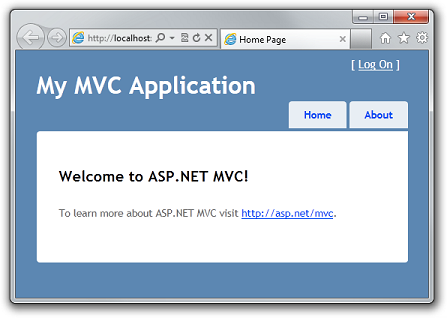 http://localhost:
Home Page
[ Log On ]
My MVC Application
Home
About
Welcome to ASP.NET MVC!
To learn more about ASP.NET MVC visit http://asp.net/mvc.